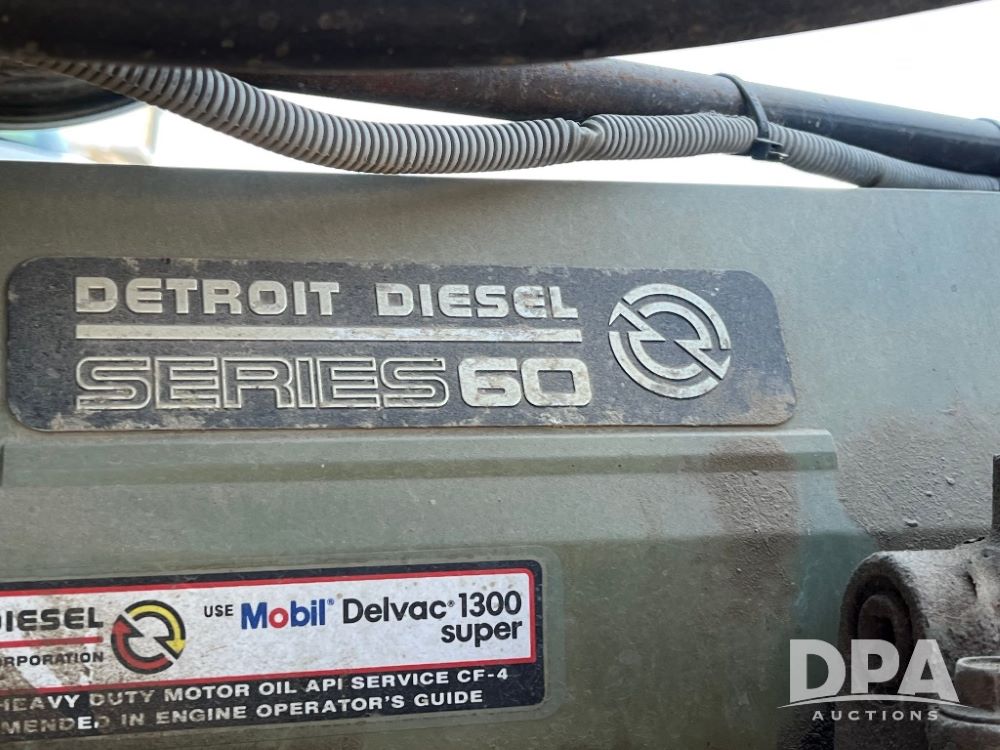 DETROIT DIESEL
SERIES 60
DIESEL
CORPORATION
USE Mobil® Delvac® 1300
super
HEAVY DUTY MOTOR OIL API SERVICE CF-4
IN ENGINE OPERATOR'S GUIDE
DPA
AUCTIONS